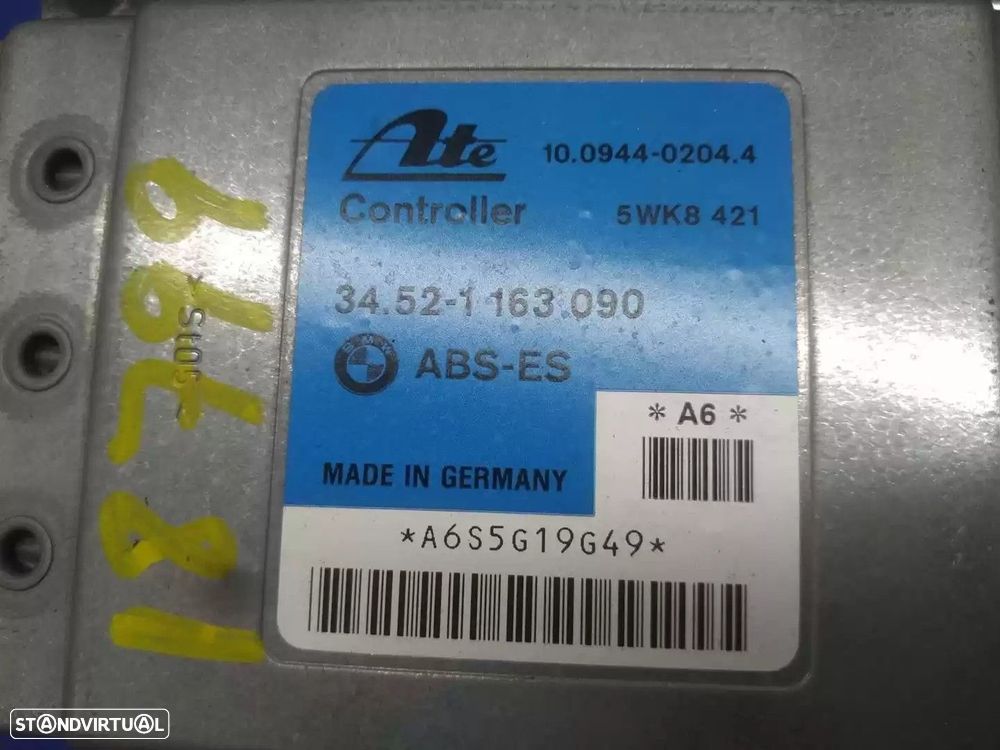 Ate 10.0944-0204.4
Controller 5WK8 421
34.52-1 163.090
BMW ABS-ES
* A6 *
MADE IN GERMANY
*A6S5G19G49*
STANDVIRTUAL